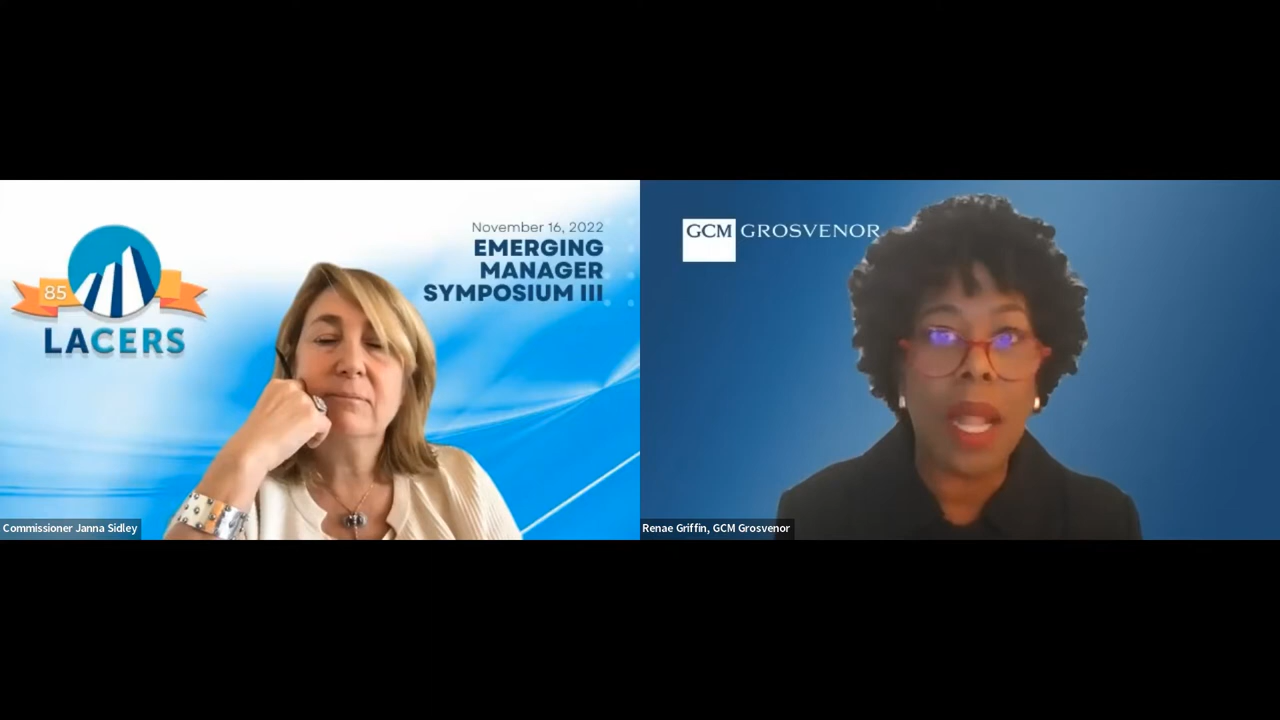 85
LACERS
November 16, 2022
EMERGING
MANAGER
SYMPOSIUM III
Commissioner Janna Sidley
GCM GROSVENOR
Renae Griffin, GCM Grosvenor